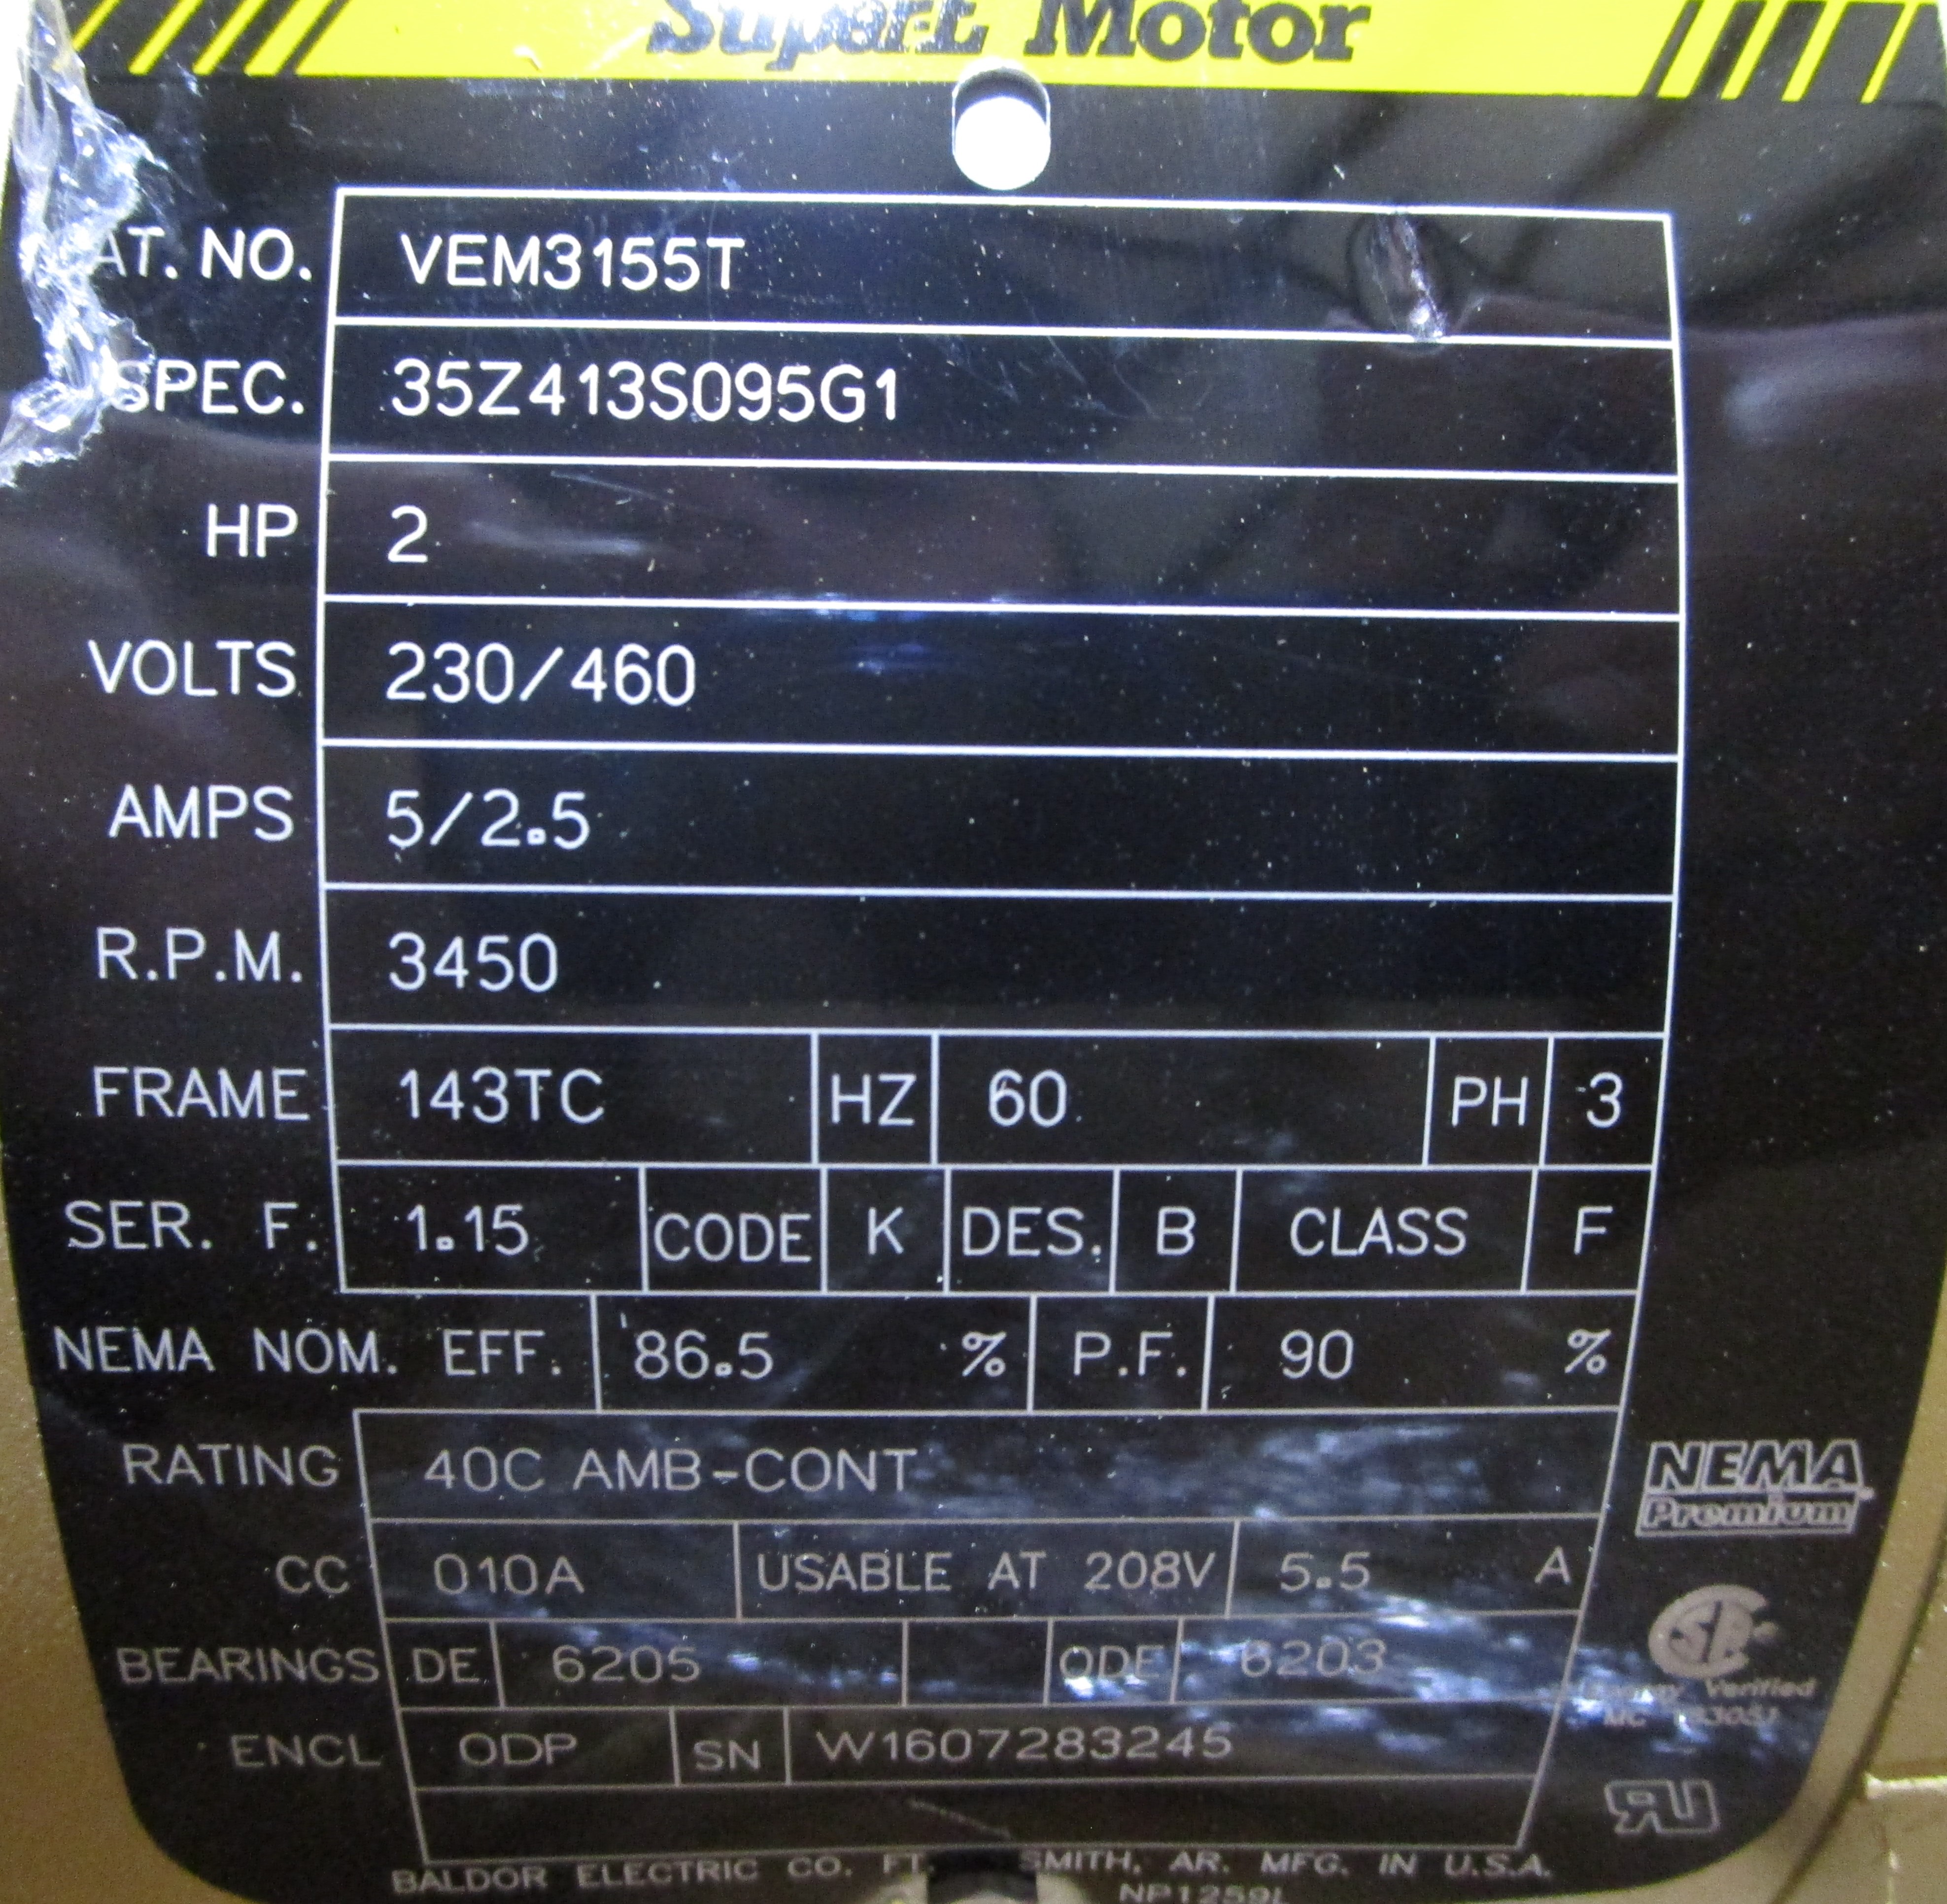 Super-E Motor
AT. NO. VEM3155T
SPEC. 35Z413S095G1
HP 2
VOLTS 230/460
AMPS 5/2.5
R.P.M. 3450
FRAME 143TC HZ 60 PH 3
SER. F. 1.15 CODE K DES. B CLASS F
NEMA NOM. EFF. 86.5 % P.F. 90 %
RATING 40C AMB-CONT
NEMA
Premium
CC 010A USABLE AT 208V 5.5 A
BEARINGS DE 6205 ODE 6203
Verified
MC
ENCL ODP SN W1607283245
BALDOR ELECTRIC CO. FT. SMITH, AR. MFG. IN U.S.A.
NP1259L